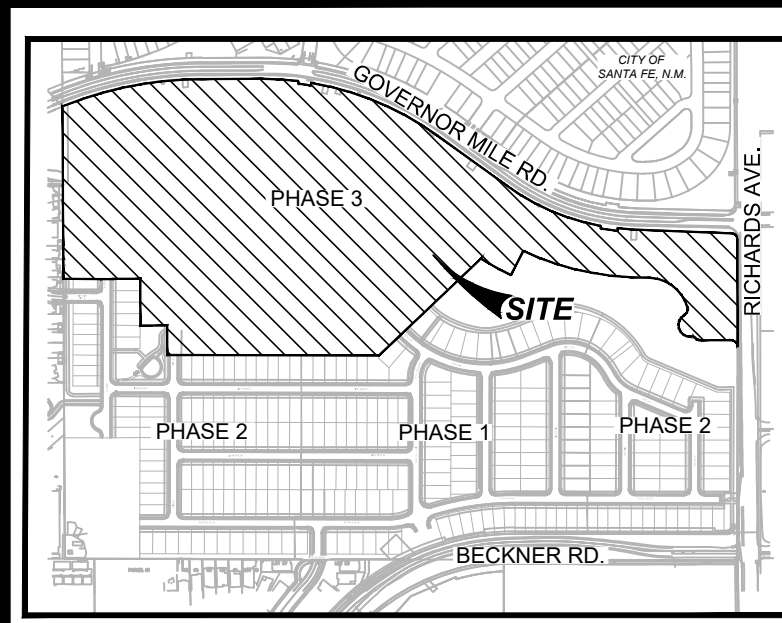 CITY OF
SANTA FE, N.M.
GOVERNOR MILE RD.
RICHARDS AVE.
PHASE 3
SITE
PHASE 2
PHASE 1
PHASE 2
BECKNER RD.